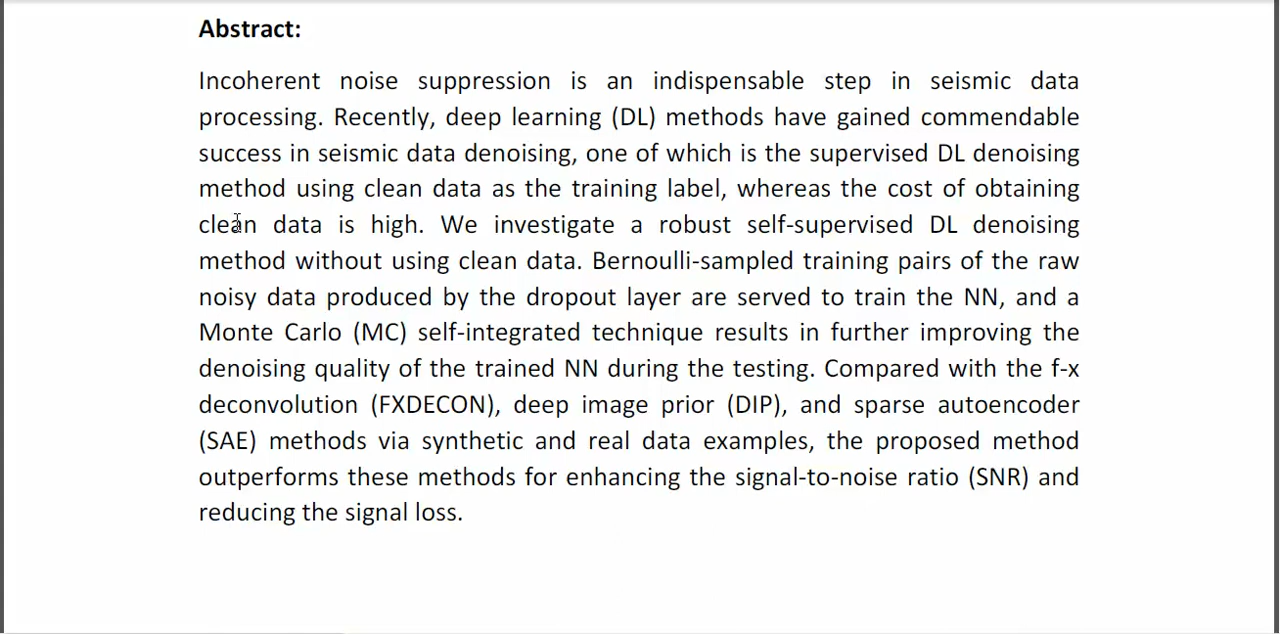 Abstract:
Incoherent noise suppression is an indispensable step in seismic data
processing. Recently, deep learning (DL) methods have gained commendable
success in seismic data denoising, one of which is the supervised DL denoising
method using clean data as the training label, whereas the cost of obtaining
clean data is high. We investigate a robust self-supervised DL denoising
method without using clean data. Bernoulli-sampled training pairs of the raw
noisy data produced by the dropout layer are served to train the NN, and a
Monte Carlo (MC) self-integrated technique results in further improving the
denoising quality of the trained NN during the testing. Compared with the f-x
deconvolution (FXDECON), deep image prior (DIP), and sparse autoencoder
(SAE) methods via synthetic and real data examples, the proposed method
outperforms these methods for enhancing the signal-to-noise ratio (SNR) and
reducing the signal loss.